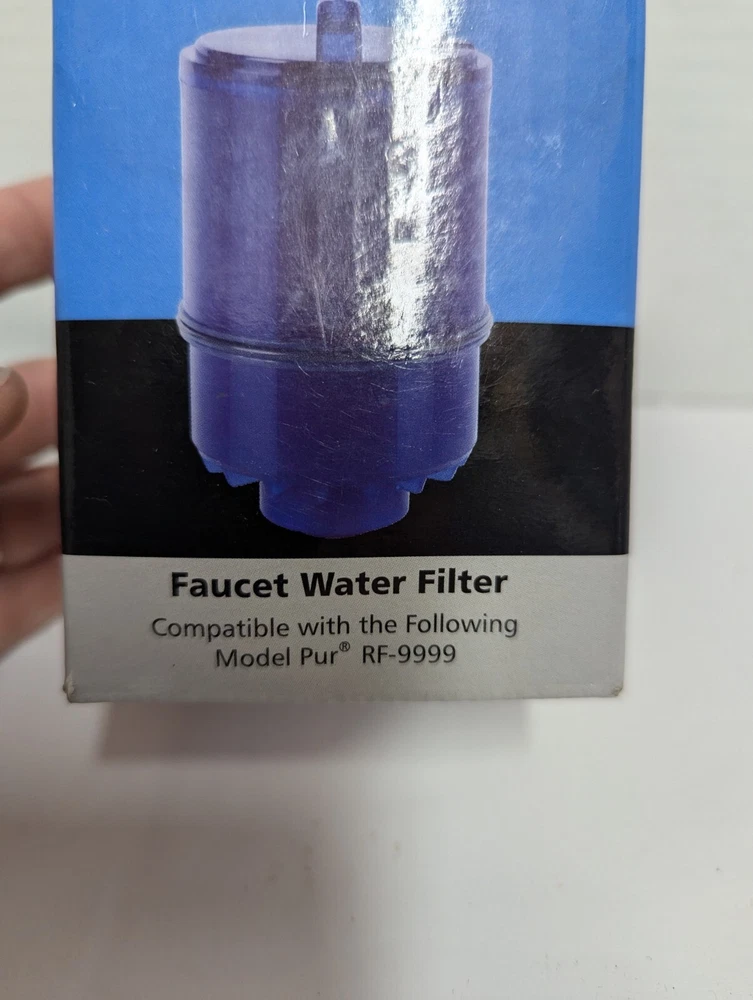 Faucet Water Filter
Compatible with the Following
Model Pur® RF-9999